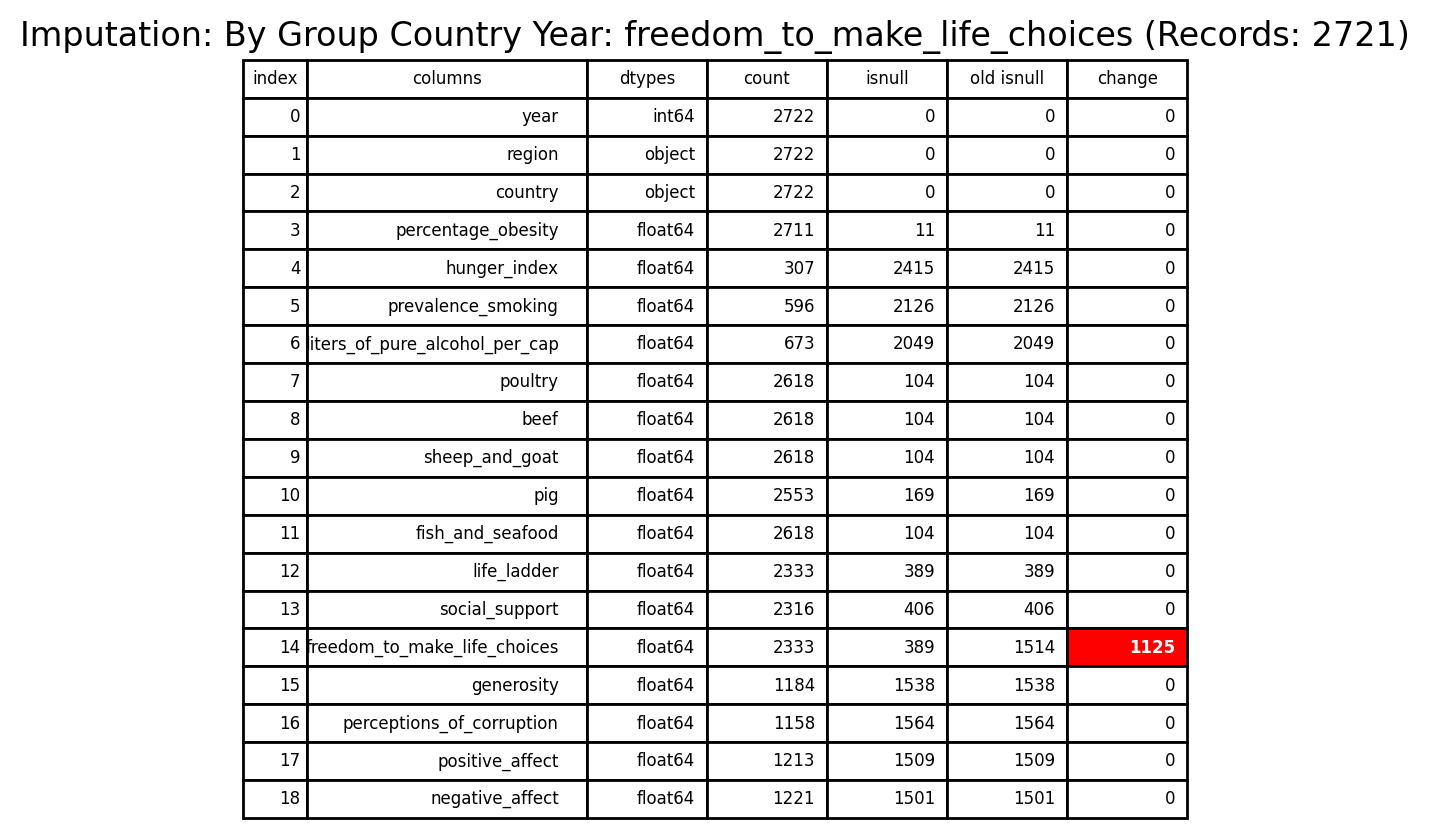 Imputation: By Group Country Year: freedom_to_make_life_choices (Records: 2721)
index columns dtypes count isnull old isnull change
0 year int64 2722 0 0 0
1 region object 2722 0 0 0
2 country object 2722 0 0 0
3 percentage_obesity float64 2711 11 11 0
4 hunger_index float64 307 2415 2415 0
5 prevalence_smoking float64 596 2126 2126 0
6 iters_of_pure_alcohol_per_cap float64 673 2049 2049 0
7 poultry float64 2618 104 104 0
8 beef float64 2618 104 104 0
9 sheep_and_goat float64 2618 104 104 0
10 pig float64 2553 169 169 0
11 fish_and_seafood float64 2618 104 104 0
12 life_ladder float64 2333 389 389 0
13 social_support float64 2316 406 406 0
14 freedom_to_make_life_choices float64 2333 389 1514 1125
15 generosity float64 1184 1538 1538 0
16 perceptions_of_corruption float64 1158 1564 1564 0
17 positive_affect float64 1213 1509 1509 0
18 negative_affect float64 1221 1501 1501 0